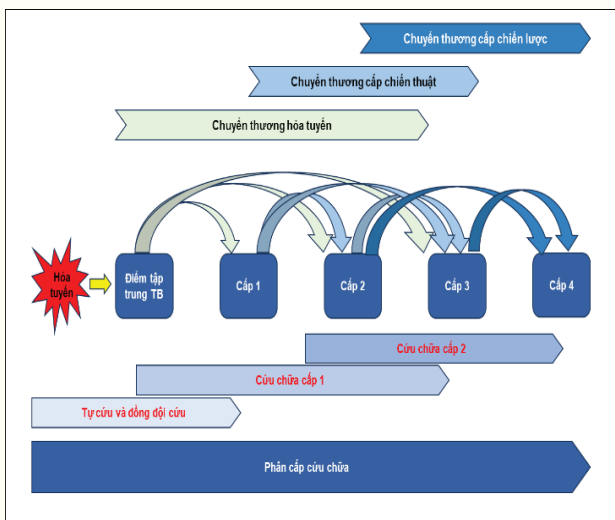 Chuyển thương cấp chiến lược
Chuyển thương cấp chiến thuật
Chuyển thương hỏa tuyến
Hỏa
tuyến
Điểm tập
trung TB
Cấp 1
Cấp 2
Cấp 3
Cấp 4
Cứu chữa cấp 2
Cứu chữa cấp 1
Tự cứu và đồng đội cứu
Phân cấp cứu chữa